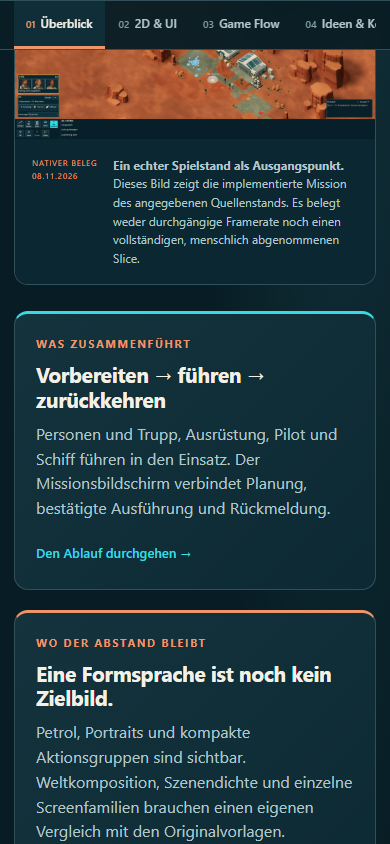 01 Überblick 02 2D & UI 03 Game Flow 04 Ideen & K
NATIVER BELEG
08.11.2026
Ein echter Spielstand als Ausgangspunkt.
Dieses Bild zeigt die implementierte Mission
des angegebenen Quellenstands. Es belegt
weder durchgängige Framerate noch einen
vollständigen, menschlich abgenommenen
Slice.
WAS ZUSAMMENFÜHRT
Vorbereiten → führen →
zurückkehren
Personen und Trupp, Ausrüstung, Pilot und
Schiff führen in den Einsatz. Der
Missionsbildschirm verbindet Planung,
bestätigte Ausführung und Rückmeldung.
Den Ablauf durchgehen →
WO DER ABSTAND BLEIBT
Eine Formsprache ist noch kein
Zielbild.
Petrol, Portraits und kompakte
Aktionsgruppen sind sichtbar.
Weltkomposition, Szenendichte und einzelne
Screenfamilien brauchen einen eigenen
Vergleich mit den Originalvorlagen.